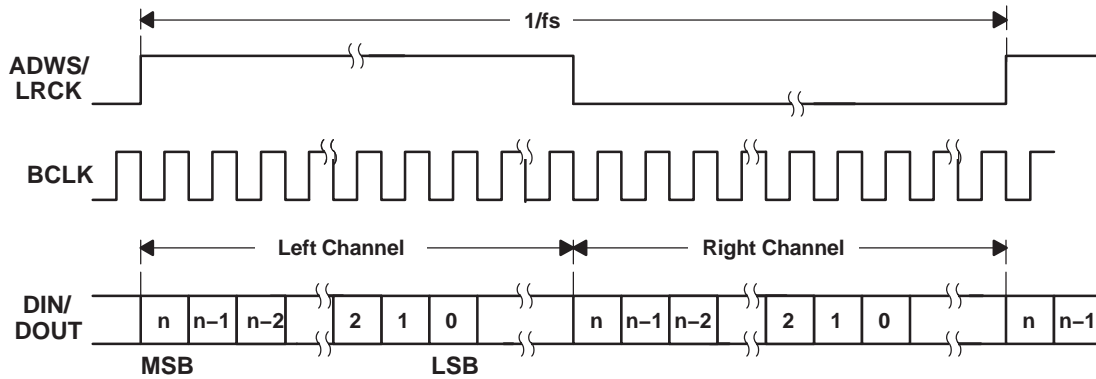 1/fs
ADWS/
LRCK
BCLK
Left Channel
Right Channel
DIN/
DOUT
n n–1 n–2 2 1 0 n n–1 n–2 2 1 0 n n–1
MSB LSB